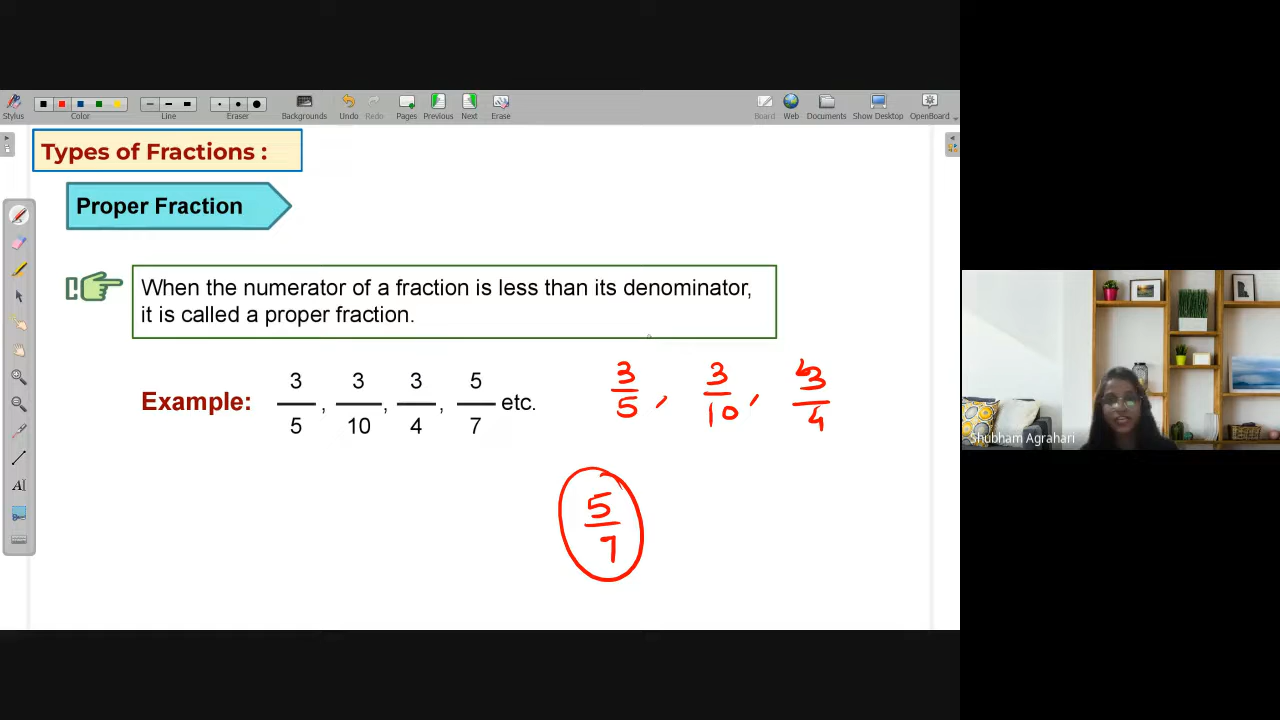 Stylus Color Line Eraser Backgrounds Undo Redo Pages Previous Next Erase Board Web Documents Show Desktop OpenBoard
Types of Fractions :
Proper Fraction
When the numerator of a fraction is less than its denominator,
it is called a proper fraction.
Example: 3/5, 3/10, 3/4, 5/7 etc.
3/5, 3/10, 3/4
5/7
Shubham Agrahari